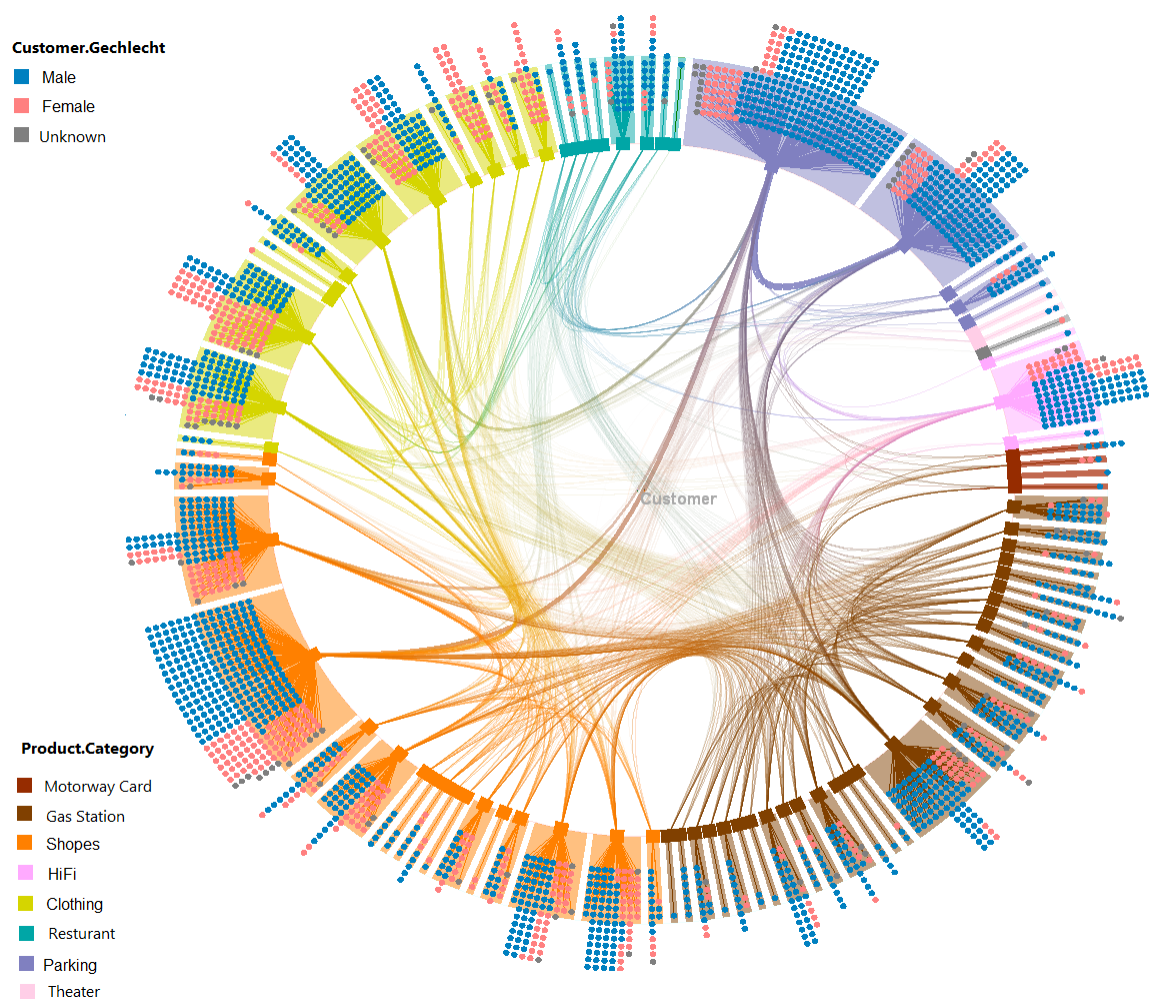 Customer.Gechlecht
Male
Female
Unknown
Customer
Product.Category
Motorway Card
Gas Station
Shopes
HiFi
Clothing
Resturant
Parking
Theater